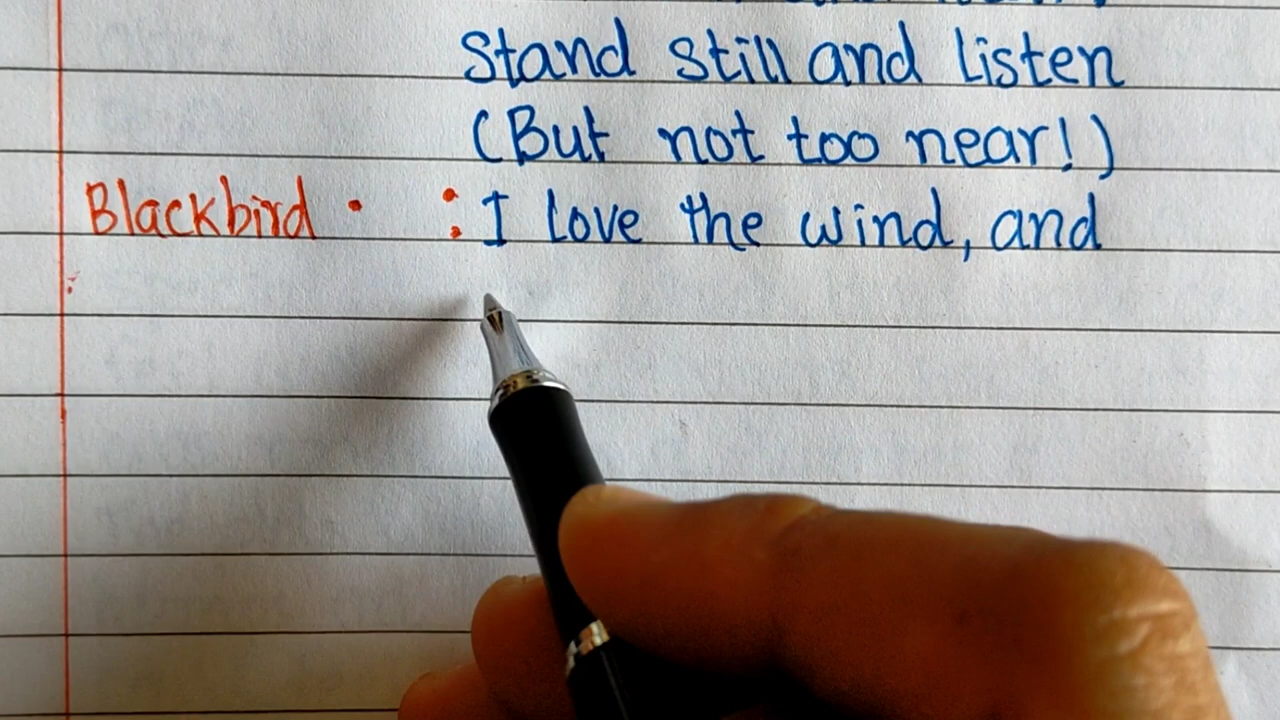 Stand still and listen
(But not too near!)
Blackbird • : I love the wind, and